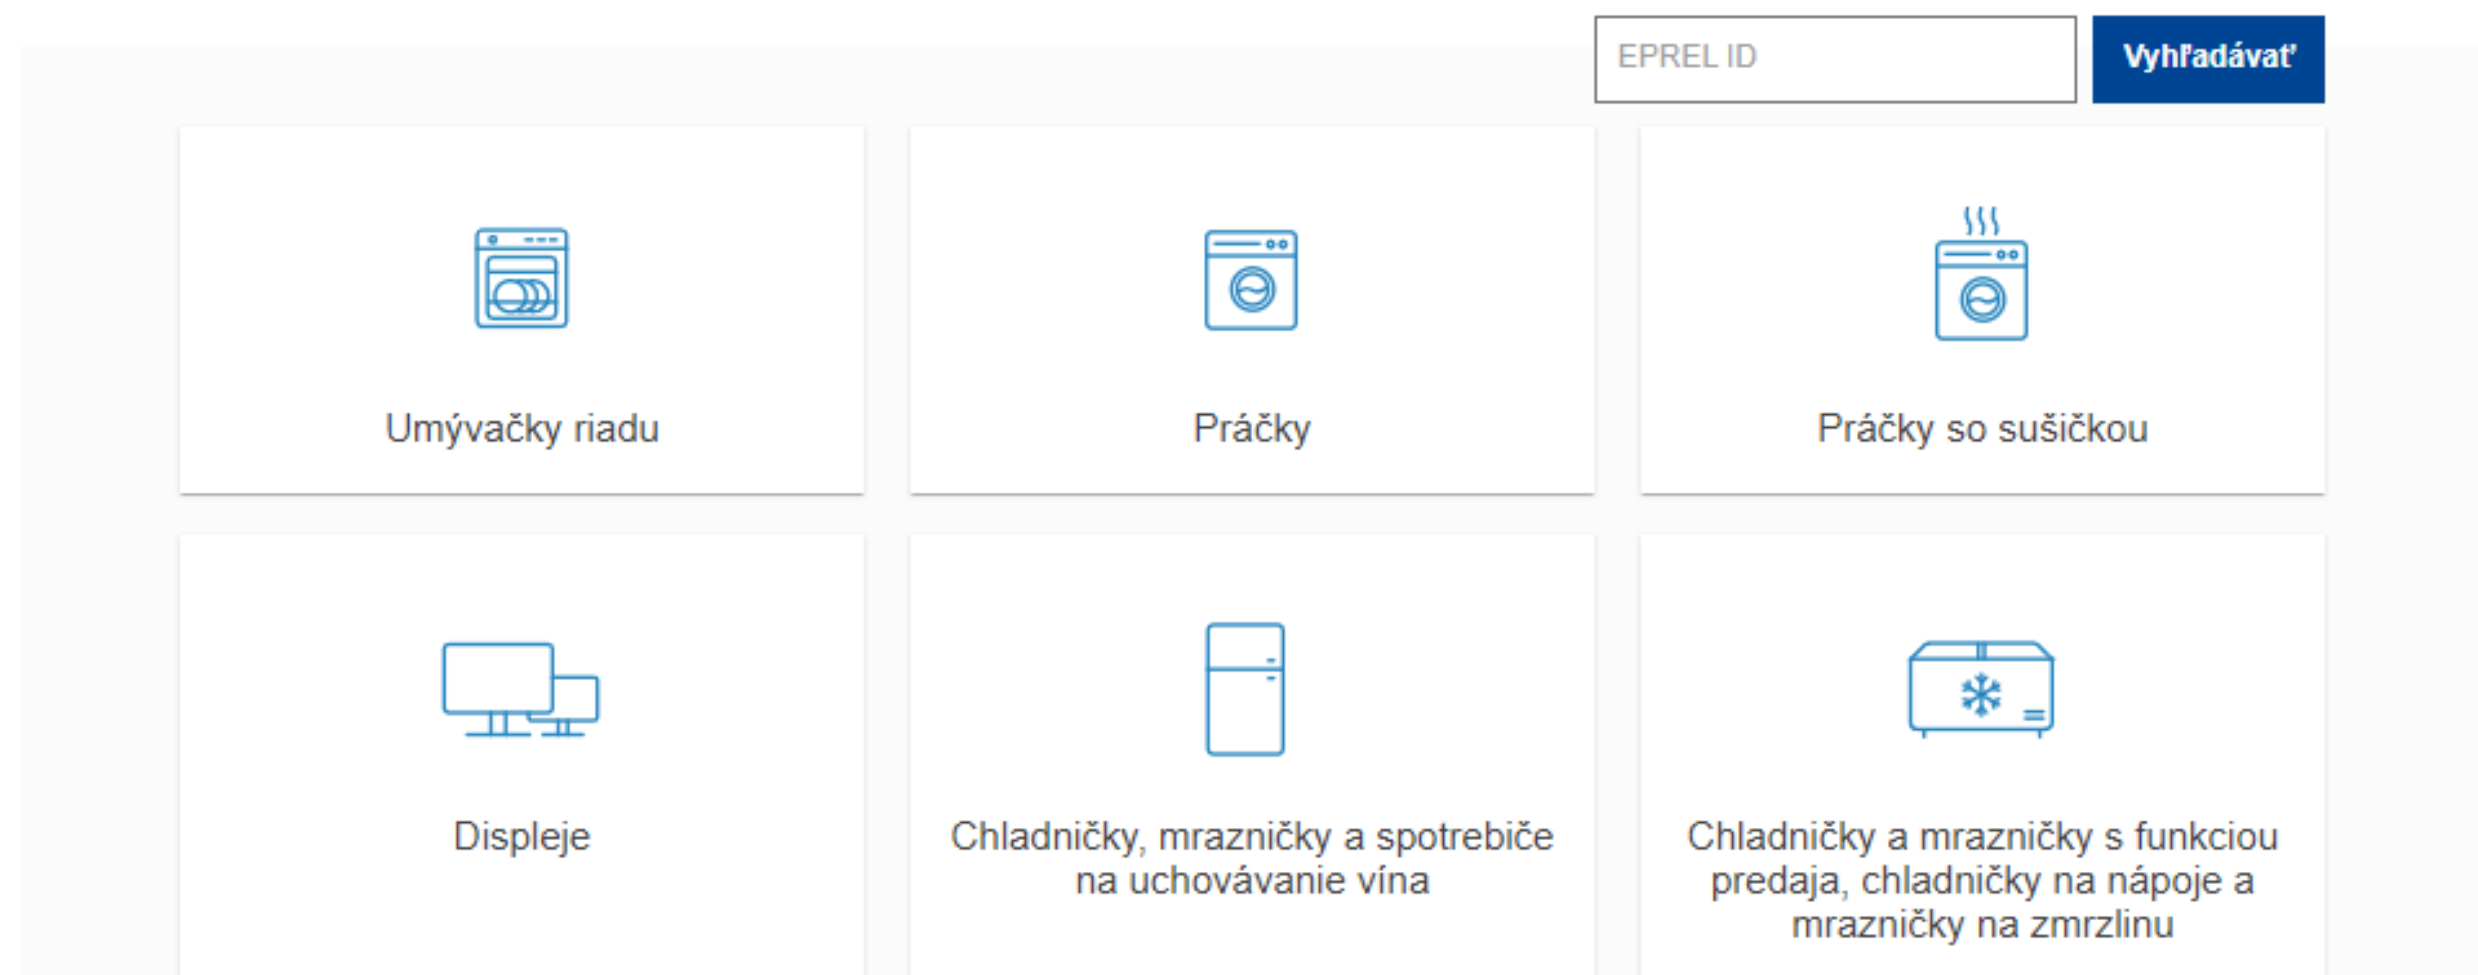 EPREL ID
Vyhľadávať
Umývačky riadu
Práčky
Práčky so sušičkou
Displeje
Chladničky, mrazničky a spotrebiče
na uchovávanie vína
Chladničky a mrazničky s funkciou
predaja, chladničky na nápoje a
mrazničky na zmrzlinu